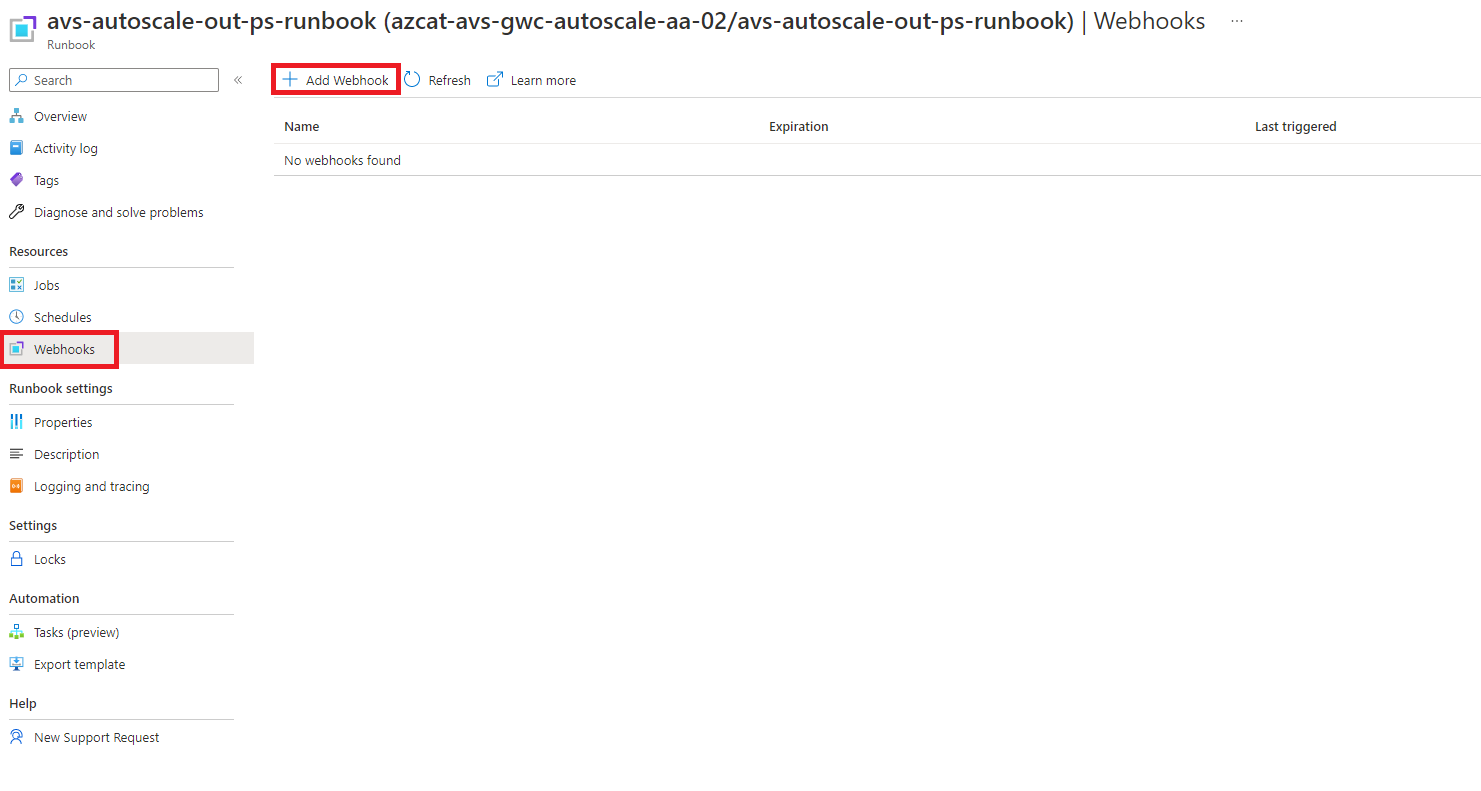 avs-autoscale-out-ps-runbook (azcat-avs-gwc-autoscale-aa-02/avs-autoscale-out-ps-runbook) | Webhooks ...
Runbook
Search «
Add Webhook Refresh Learn more
Overview
Activity log
Tags
Diagnose and solve problems
Resources
Jobs
Schedules
Webhooks
Runbook settings
Properties
Description
Logging and tracing
Settings
Locks
Automation
Tasks (preview)
Export template
Help
New Support Request
Name Expiration Last triggered
No webhooks found